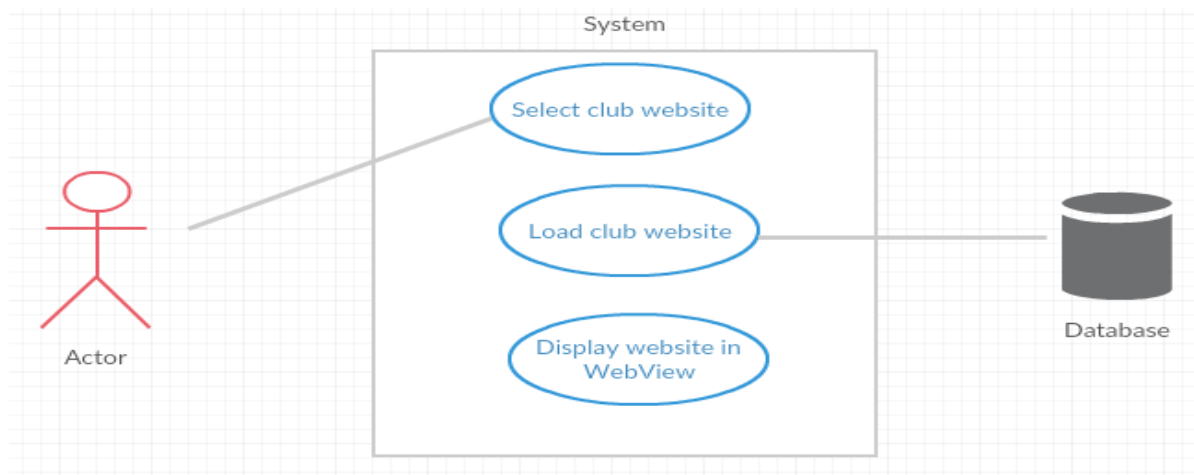 System
Select club website
Load club website
Display website in
WebView
Actor
Database